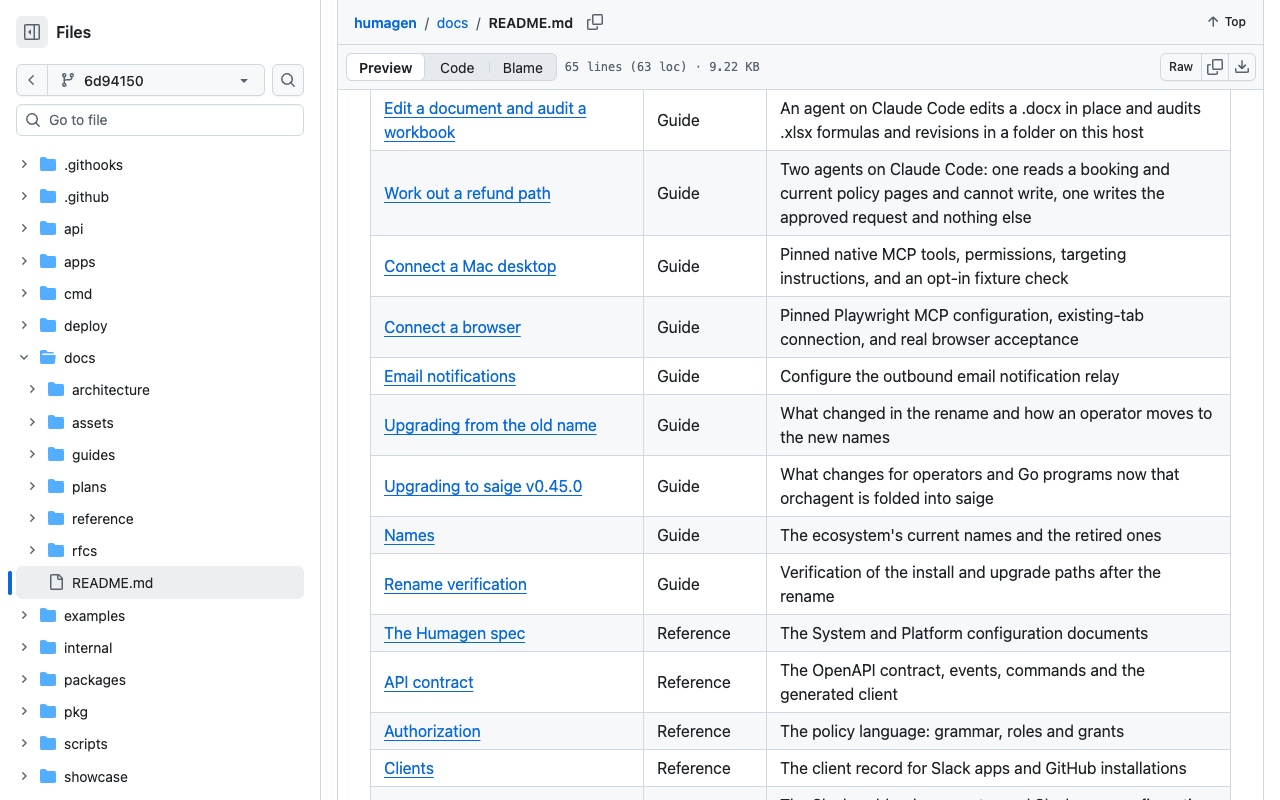 Files
6d94150
Go to file
.githooks
.github
api
apps
cmd
deploy
docs
architecture
assets
guides
plans
reference
rfcs
README.md
examples
internal
packages
pkg
scripts
showcase
humagen / docs / README.md
Top
Preview Code Blame 65 lines (63 loc) · 9.22 KB
Raw
Edit a document and audit a
workbook
Guide
An agent on Claude Code edits a .docx in place and audits
.xlsx formulas and revisions in a folder on this host
Work out a refund path
Guide
Two agents on Claude Code: one reads a booking and
current policy pages and cannot write, one writes the
approved request and nothing else
Connect a Mac desktop
Guide
Pinned native MCP tools, permissions, targeting
instructions, and an opt-in fixture check
Connect a browser
Guide
Pinned Playwright MCP configuration, existing-tab
connection, and real browser acceptance
Email notifications
Guide
Configure the outbound email notification relay
Upgrading from the old name
Guide
What changed in the rename and how an operator moves to
the new names
Upgrading to saige v0.45.0
Guide
What changes for operators and Go programs now that
orchagent is folded into saige
Names
Guide
The ecosystem's current names and the retired ones
Rename verification
Guide
Verification of the install and upgrade paths after the
rename
The Humagen spec
Reference
The System and Platform configuration documents
API contract
Reference
The OpenAPI contract, events, commands and the
generated client
Authorization
Reference
The policy language: grammar, roles and grants
Clients
Reference
The client record for Slack apps and GitHub installations